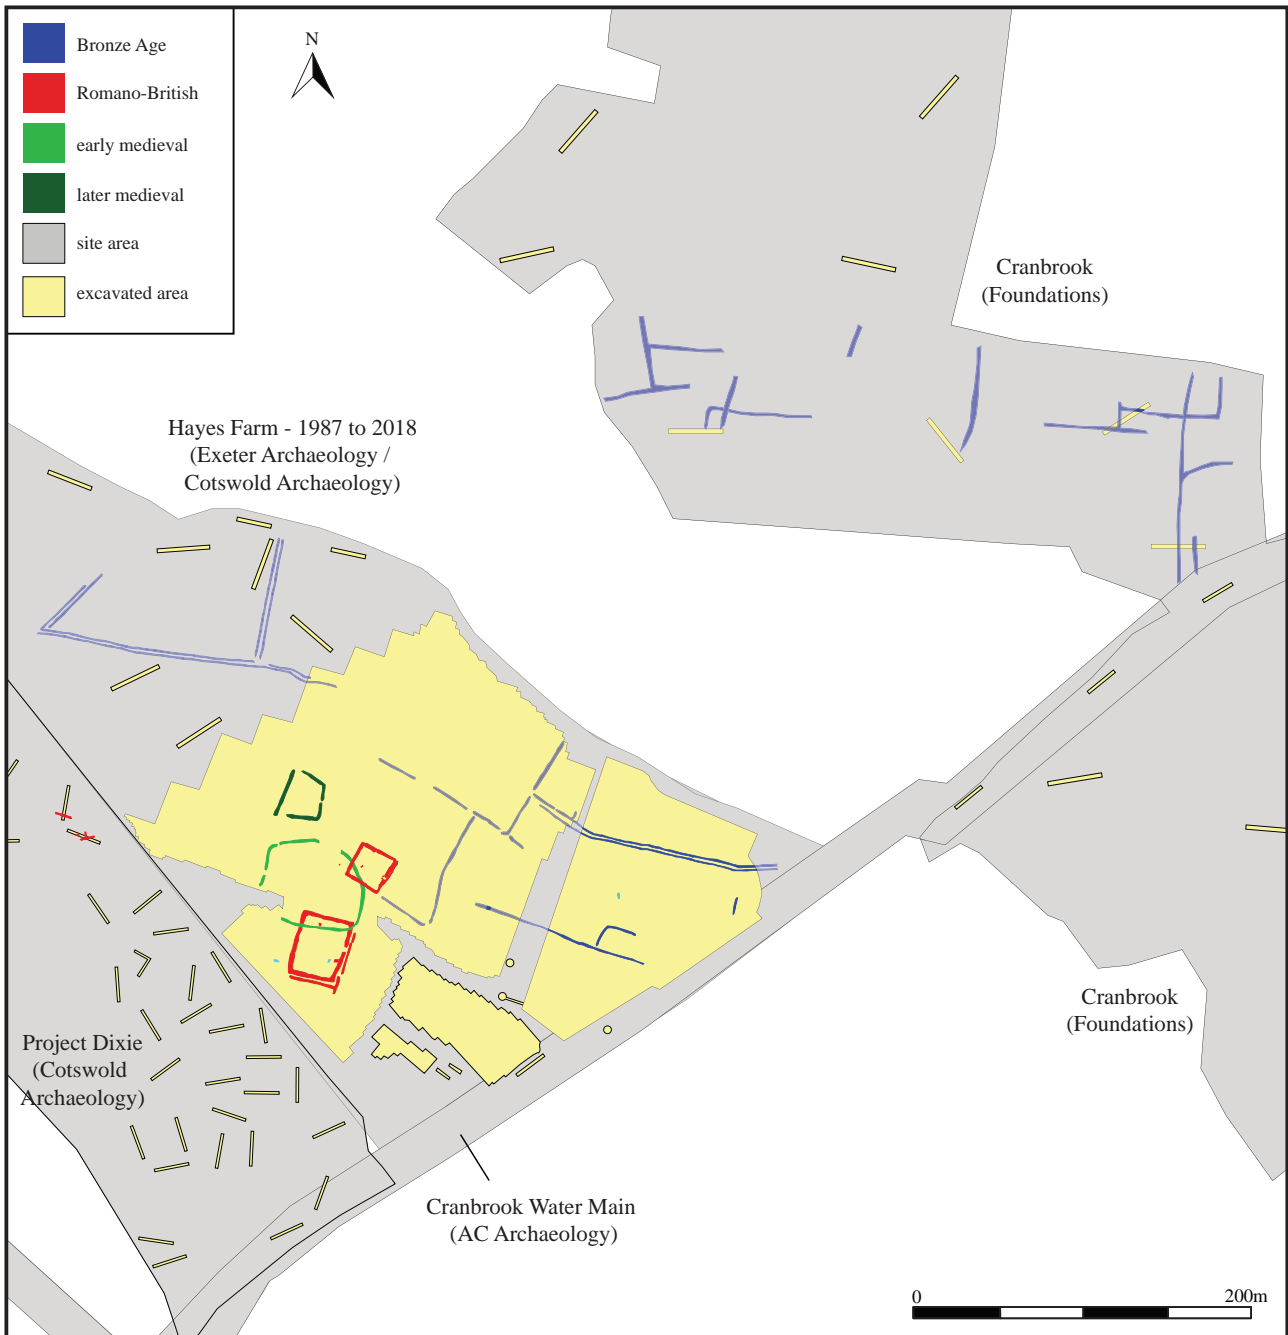 Bronze Age
Romano-British
early medieval
later medieval
site area
excavated area
N
Cranbrook
(Foundations)
Hayes Farm - 1987 to 2018
(Exeter Archaeology /
Cotswold Archaeology)
Project Dixie
(Cotswold
Archaeology)
Cranbrook
(Foundations)
Cranbrook Water Main
(AC Archaeology)
0 200m